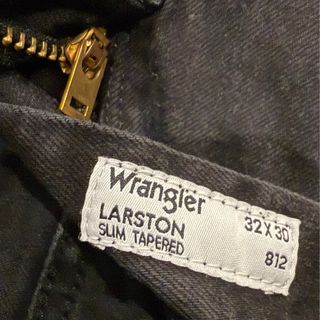 Wrangler
LARSTON 32 X 30
SLIM TAPERED 812